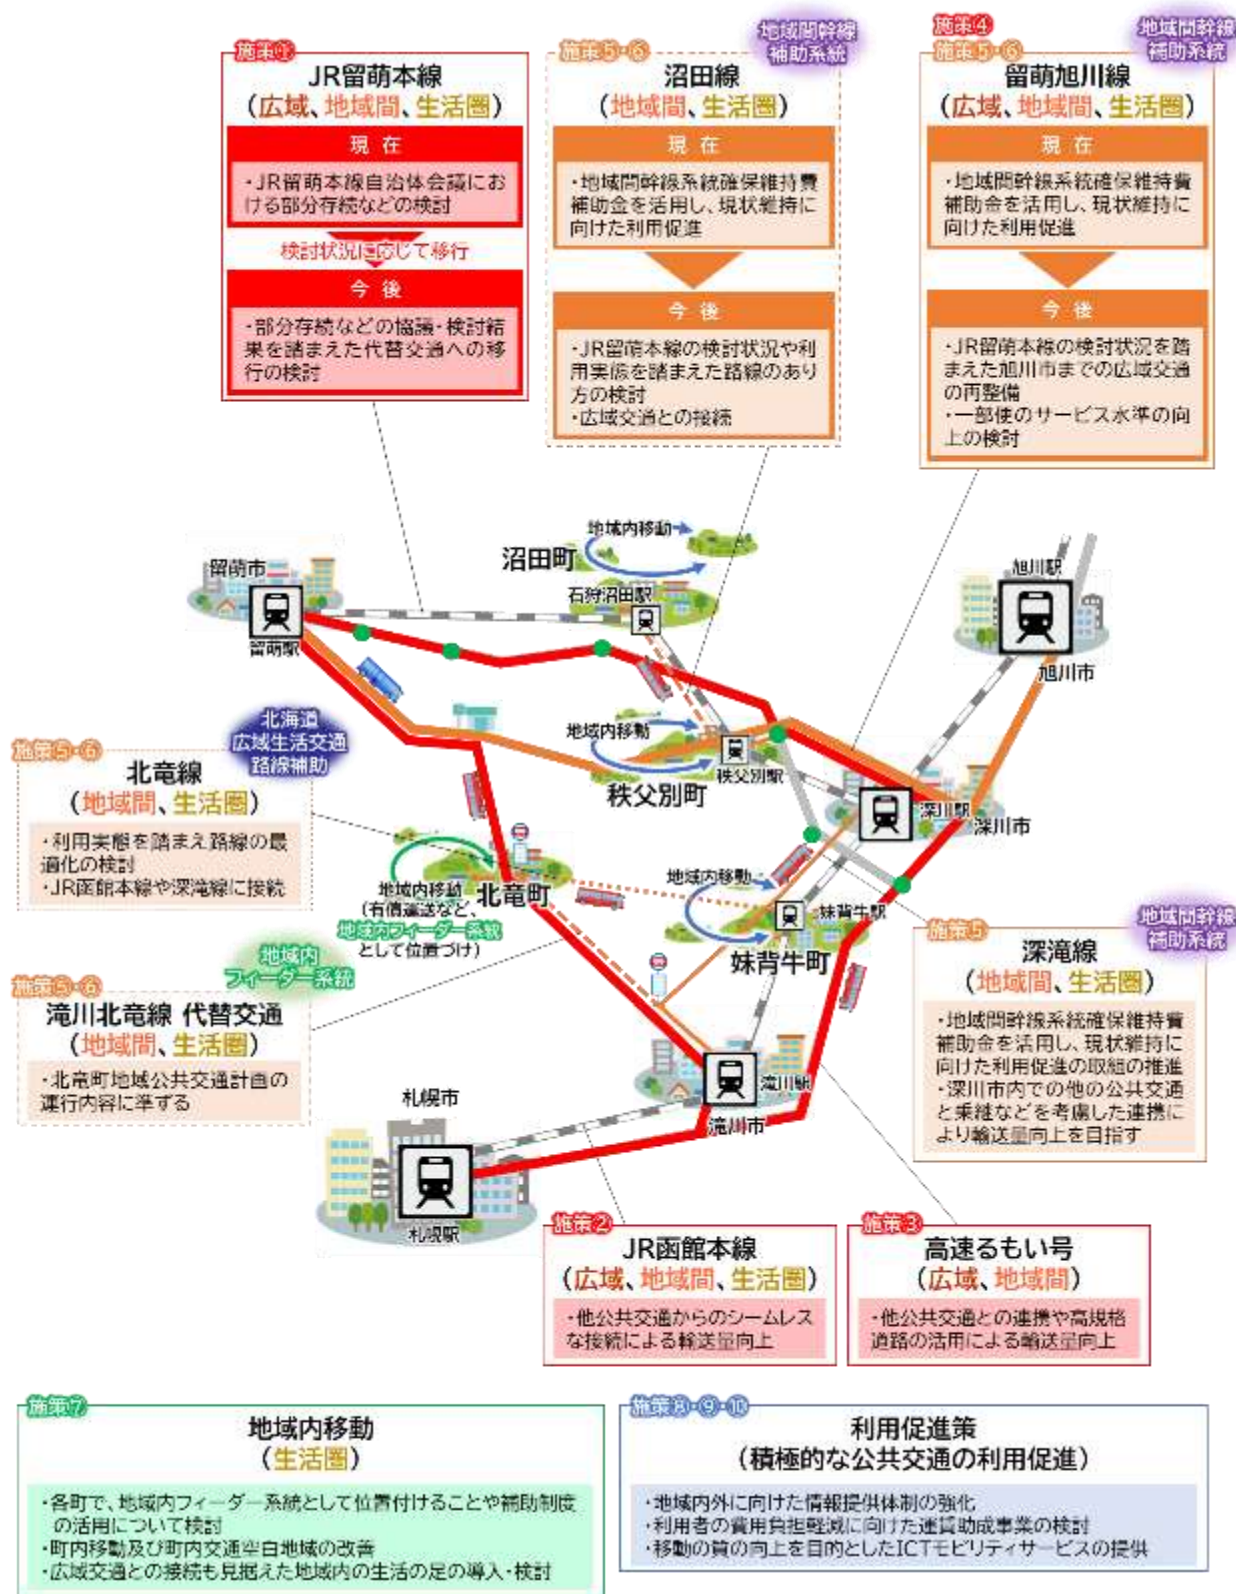 施策①
JR留萌本線
(広域、地域間、生活圏)
現 在
・JR留萌本線自治体会議にお
ける部分存続などの検討
検討状況に応じて移行
今 後
・部分存続などの協議・検討結
果を踏まえた代替交通への移
行の検討
施策⑤・⑥
地域間幹線
補助系統
沼田線
(地域間、生活圏)
現 在
・地域間幹線系統確保維持費
補助金を活用し、現状維持に
向けた利用促進
今 後
・JR留萌本線の検討状況や利
用実態を踏まえた路線のあり
方の検討
・広域交通との接続
施策④
施策⑤・⑥
地域間幹線
補助系統
留萌旭川線
(広域、地域間、生活圏)
現 在
・地域間幹線系統確保維持費
補助金を活用し、現状維持に
向けた利用促進
今 後
・JR留萌本線の検討状況を踏
まえた旭川市までの広域交通
の再整備
・一部便のサービス水準の向
上の検討
地域内移動
沼田町
石狩沼田駅
留萌市
留萌駅
旭川駅
旭川市
地域内移動
秩父別駅
秩父別町
深川駅
深川市
北海道
広域生活交通
路線補助
施策⑤・⑥
北竜線
(地域間、生活圏)
・利用実態を踏まえ路線の最
適化の検討
・JR函館本線や深滝線に接続
地域内移動
(有償運送など、
地域内フィーダー系統
として位置づけ)
北竜町
地域内移動
妹背牛駅
妹背牛町
地域内
フィーダー系統
施策⑤・⑥
滝川北竜線 代替交通
(地域間、生活圏)
・北竜町地域公共交通計画の
運行内容に準ずる
施策⑤
地域間幹線
補助系統
深滝線
(地域間、生活圏)
・地域間幹線系統確保維持費
補助金を活用し、現状維持に
向けた利用促進の取組の推進
・深川市内での他の公共交通
と乗継などを考慮した連携に
より輸送量向上を目指す
滝川駅
滝川市
札幌市
札幌駅
施策②
JR函館本線
(広域、地域間、生活圏)
・他公共交通からのシームレス
な接続による輸送量向上
施策③
高速るもい号
(広域、地域間)
・他公共交通との連携や高規格
道路の活用による輸送量向上
施策⑦
地域内移動
(生活圏)
・各町で、地域内フィーダー系統として位置付けることや補助制度
の活用について検討
・町内移動及び町内交通空白地域の改善
・広域交通との接続も見据えた地域内の生活の足の導入・検討
施策⑧・⑨・⑩
利用促進策
(積極的な公共交通の利用促進)
・地域内外に向けた情報提供体制の強化
・利用者の費用負担軽減に向けた運賃助成事業の検討
・移動の質の向上を目的としたICTモビリティサービスの提供